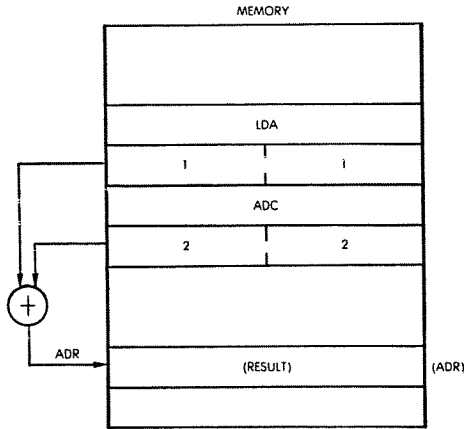 MEMORY
LDA
1 1
ADC
2 2
+
ADR
(RESULT) (ADR)